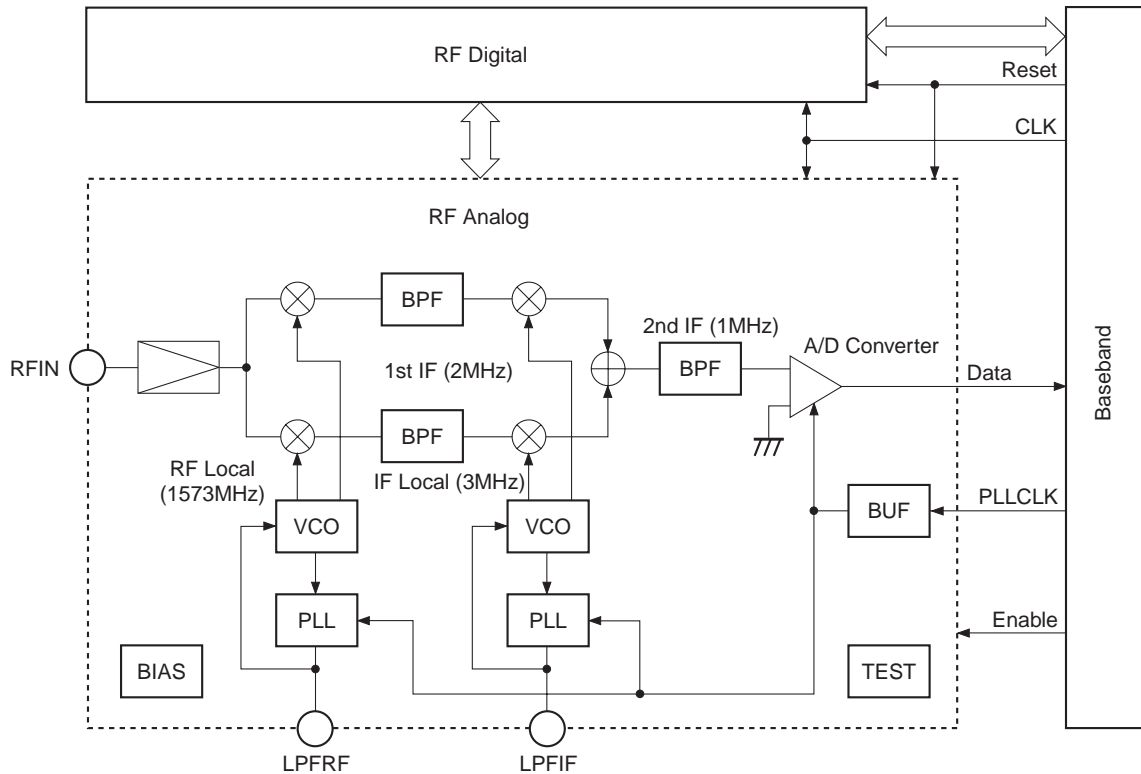 RF Digital
Reset
CLK
RF Analog
BPF
2nd IF (1MHz)
A/D Converter
RFIN
1st IF (2MHz)
BPF
Data
Baseband
BPF
RF Local
(1573MHz)
IF Local (3MHz)
VCO
VCO
BUF
PLLCLK
PLL
PLL
Enable
BIAS
TEST
LPFRF
LPFIF